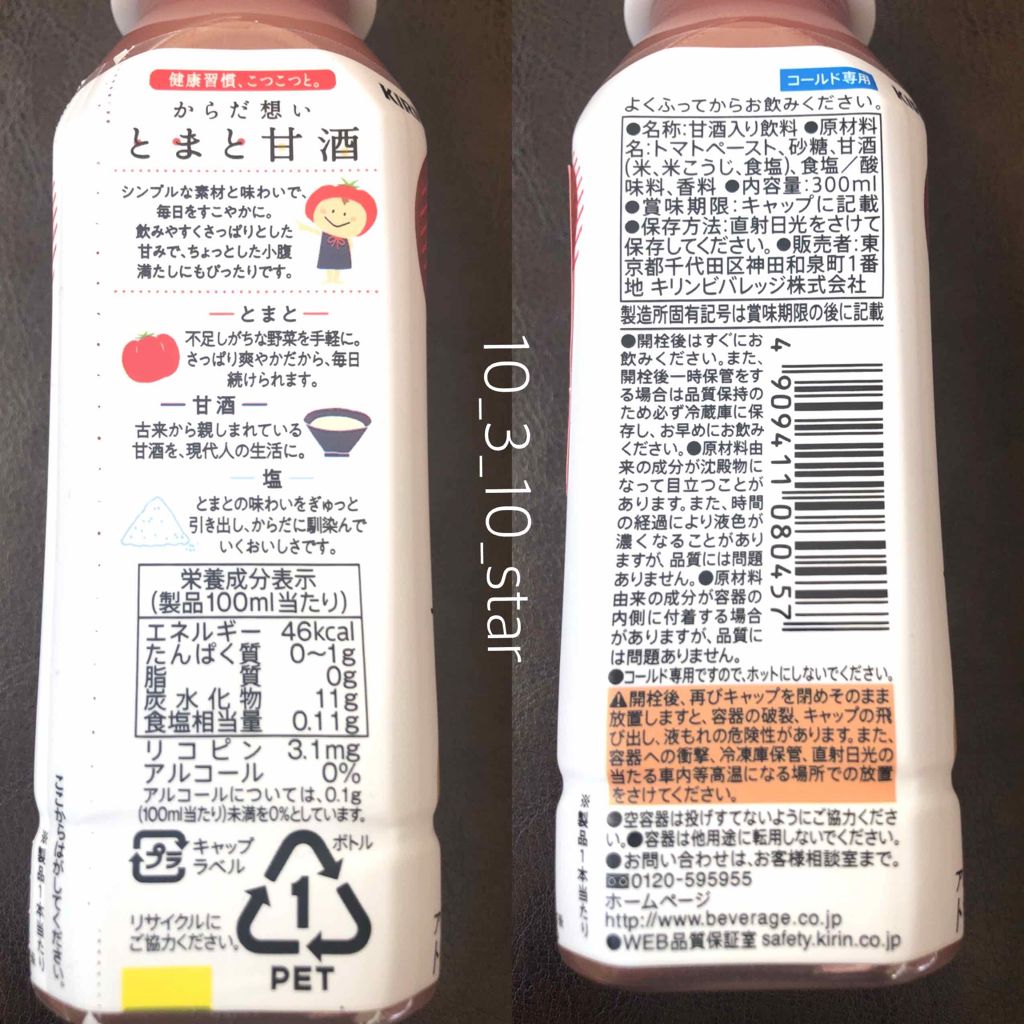 健康習慣、こつこつと。
からだ想い
とまと甘酒
シンプルな素材と味わいで、
毎日をすこやかに。
飲みやすくさっぱりとした
甘みで、ちょっとした小腹
満たしにもぴったりです。
とまと
不足しがちな野菜を手軽に。
さっぱり爽やかだから、毎日
続けられます。
甘酒
古来から親しまれている
甘酒を、現代人の生活に。
塩
とまとの味わいをぎゅっと
引き出し、からだに馴染んで
いくおいしさです。
栄養成分表示
(製品100ml当たり)
エネルギー 46kcal
たんぱく質 0〜1g
脂質 0g
炭水化物 11g
食塩相当量 0.11g
リコピン 3.1mg
アルコール 0%
アルコールについては、0.1g
(100ml当たり)未満を0%としています。
プラ
キャップ
ラベル
ボトル
1
PET
リサイクルに
ご協力ください。
10_3_10_star
コールド専用
よくふってからお飲みください。
●名称:甘酒入り飲料 ●原材料
名:トマトペースト、砂糖、甘酒
(米、米こうじ、食塩)、食塩/酸
味料、香料 ●内容量:300ml
●賞味期限:キャップに記載
●保存方法:直射日光をさけて
保存してください。●販売者:東
京都千代田区神田和泉町1番
地 キリンビバレッジ株式会社
製造所固有記号は賞味期限の後に記載
●開栓後はすぐにお
飲みください。また、
開栓後一時保管をす
る場合は品質保持の
ため必ず冷蔵庫に保
存し、お早めにお飲み
ください。●原材料由
来の成分が沈殿物に
なって目立つことが
あります。また、時間
の経過により液色が
濃くなることがあり
ますが、品質には問題
ありません。●原材料
由来の成分が容器の
内側に付着する場合
がありますが、品質に
は問題ありません。
4 909411 080457
●コールド専用ですので、ホットにしないでください。
⚠開栓後、再びキャップを閉めそのまま
放置しますと、容器の破裂、キャップの飛
び出し、液もれの危険性があります。また、
容器への衝撃、冷凍庫保管、直射日光の
当たる車内等高温になる場所での放置
をさけてください。
●空容器は投げすてないようにご協力くださ
い。●容器は他用途に転用しないでください。
●お問い合わせは、お客様相談室まで。
0120-595955
ホームページ
http://www.beverage.co.jp
●WEB品質保証室 safety.kirin.co.jp
※製品1本当たり